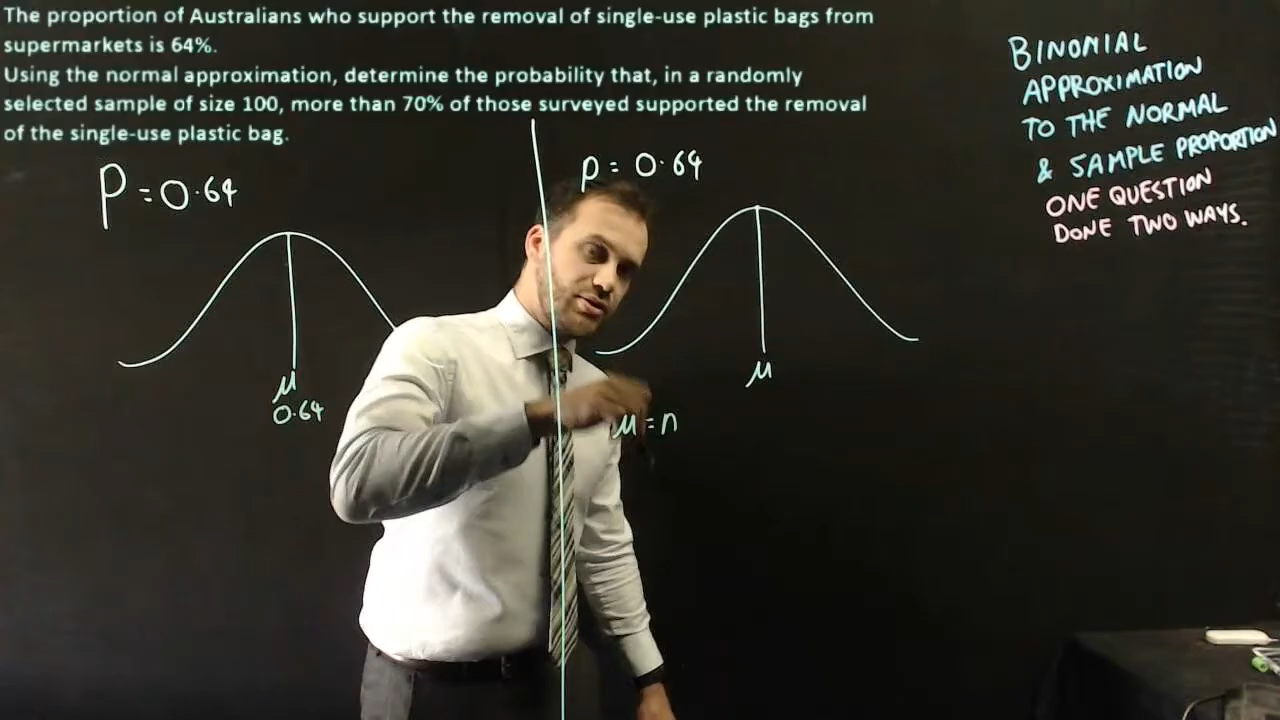 The proportion of Australians who support the removal of single-use plastic bags from
supermarkets is 64%.
Using the normal approximation, determine the probability that, in a randomly
selected sample of size 100, more than 70% of those surveyed supported the removal
of the single-use plastic bag.
P = 0.64
μ
0.64
p = 0.64
μ
μ = n
BINOMIAL
APPROXIMATION
TO THE NORMAL
& SAMPLE PROPORTION
ONE QUESTION
DONE TWO WAYS.